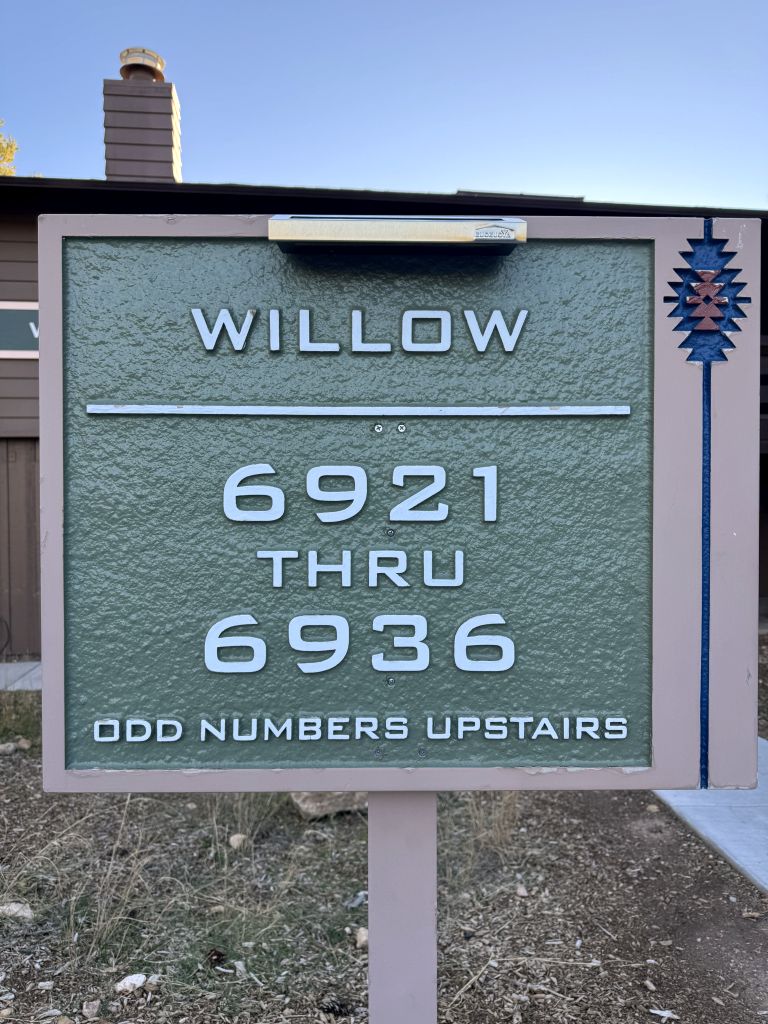 WILLOW
6921
THRU
6936
ODD NUMBERS UPSTAIRS